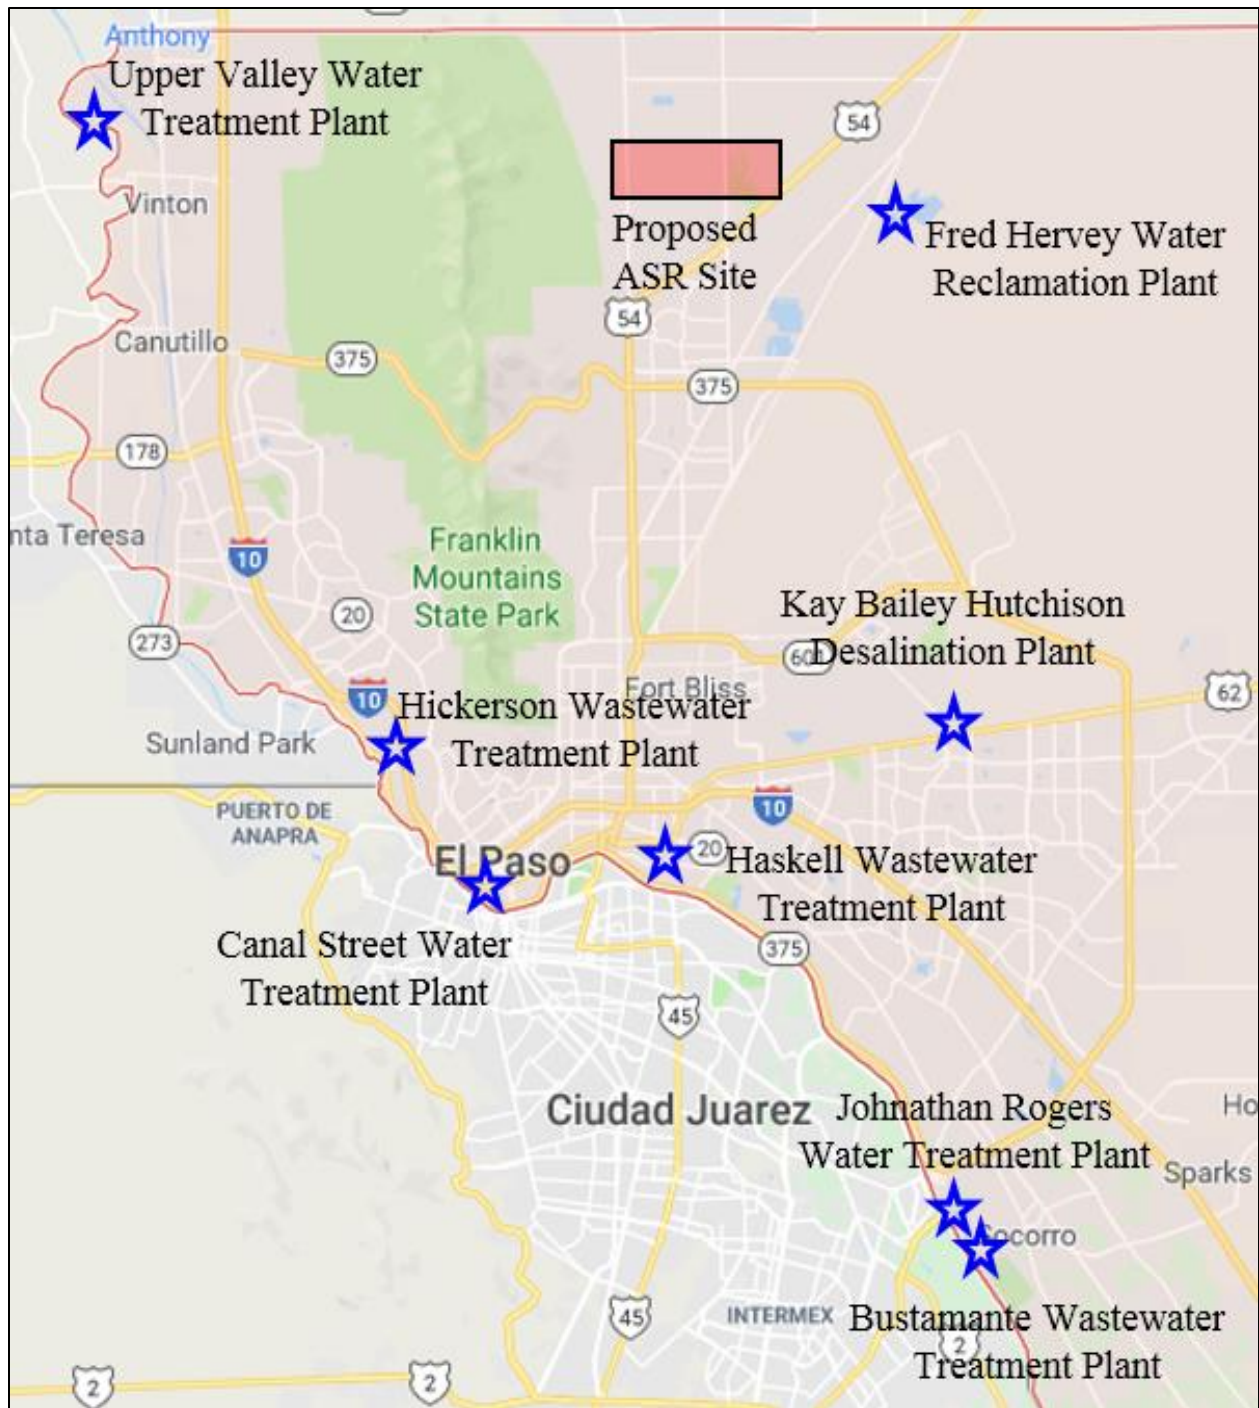 Anthony
Upper Valley Water
Treatment Plant
54
Vinton
Proposed
ASR Site
Fred Hervey Water
Reclamation Plant
54
Canutillo
375
375
178
nta Teresa
10
Franklin
Mountains
State Park
20
273
Kay Bailey Hutchison
Desalination Plant
60
Fort Bliss
62
10
Hickerson Wastewater
Treatment Plant
Sunland Park
PUERTO DE
ANAPRA
10
El Paso
20
Haskell Wastewater
Treatment Plant
Canal Street Water
Treatment Plant
375
45
Ciudad Juarez
Johnathan Rogers
Water Treatment Plant
Ho
Sparks
Socorro
45
INTERMEX
Bustamante Wastewater
Treatment Plant
2
2
2